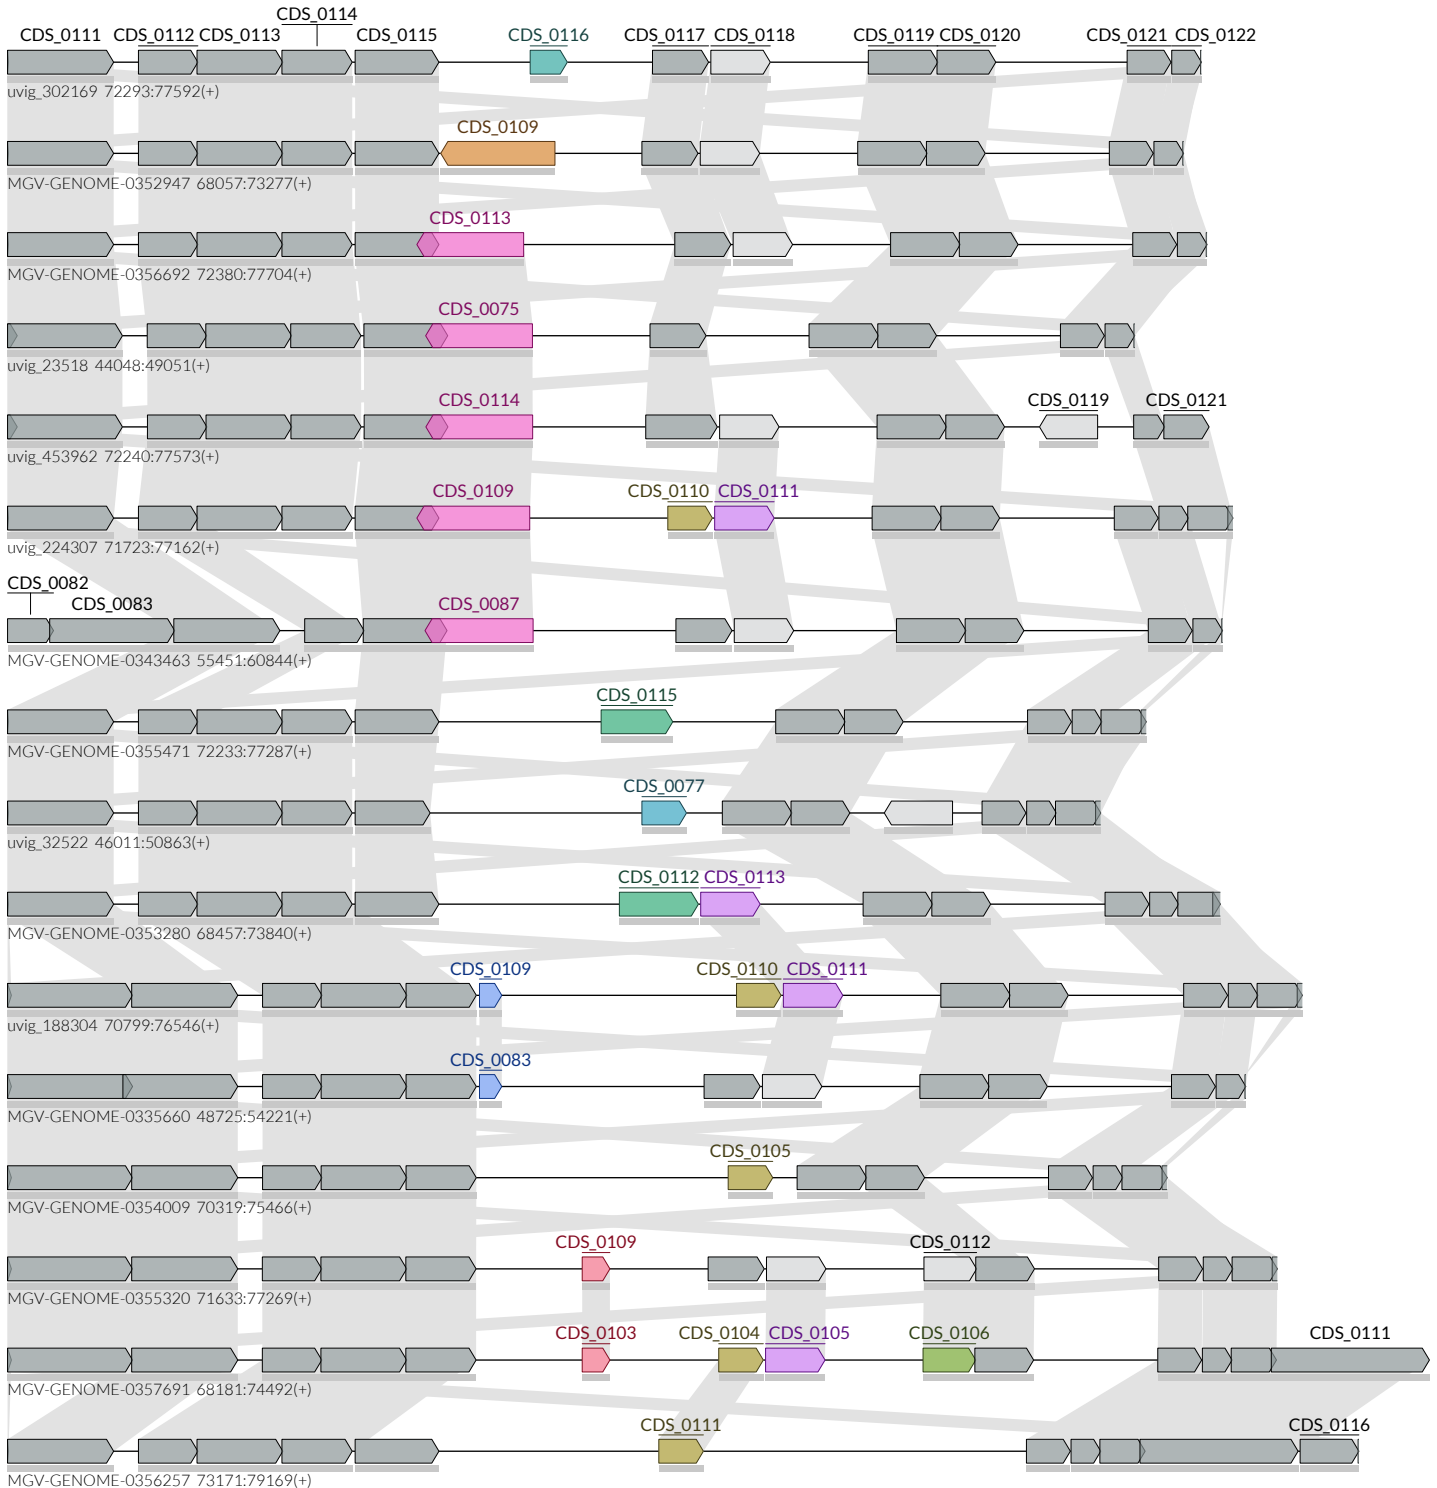 CDS_0114
CDS_0111 CDS_0112 CDS_0113 CDS_0115 CDS_0116 CDS_0117 CDS_0118 CDS_0119 CDS_0120 CDS_0121 CDS_0122
uvig_302169 72293:77592(+)
CDS_0109
MGV-GENOME-0352947 68057:73277(+)
CDS_0113
MGV-GENOME-0356692 72380:77704(+)
CDS_0075
uvig_23518 44048:49051(+)
CDS_0114 CDS_0119 CDS_0121
uvig_453962 72240:77573(+)
CDS_0109 CDS_0110 CDS_0111
uvig_224307 71723:77162(+)
CDS_0082
CDS_0083 CDS_0087
MGV-GENOME-0343463 55451:60844(+)
CDS_0115
MGV-GENOME-0355471 72233:77287(+)
CDS_0077
uvig_32522 46011:50863(+)
CDS_0112 CDS_0113
MGV-GENOME-0353280 68457:73840(+)
CDS_0109 CDS_0110 CDS_0111
uvig_188304 70799:76546(+)
CDS_0083
MGV-GENOME-0335660 48725:54221(+)
CDS_0105
MGV-GENOME-0354009 70319:75466(+)
CDS_0109 CDS_0112
MGV-GENOME-0355320 71633:77269(+)
CDS_0103 CDS_0104 CDS_0105 CDS_0106 CDS_0111
MGV-GENOME-0357691 68181:74492(+)
CDS_0111 CDS_0116
MGV-GENOME-0356257 73171:79169(+)